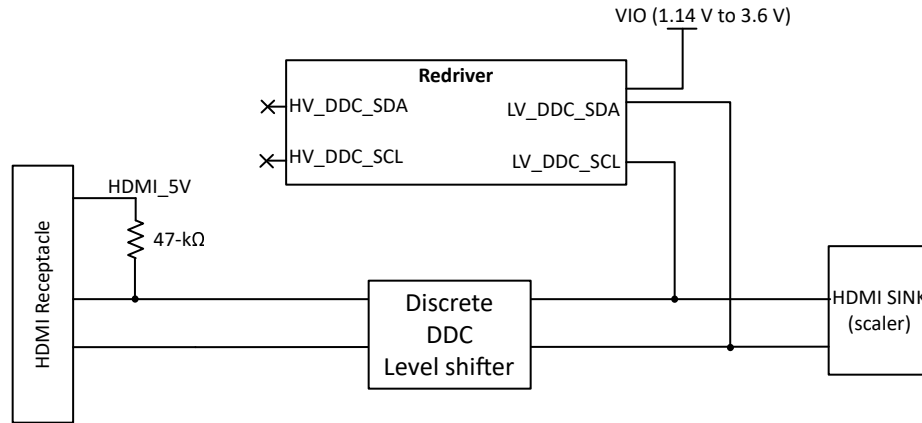 VIO (1.14 V to 3.6 V)
Redriver
HV_DDC_SDA
LV_DDC_SDA
HV_DDC_SCL
LV_DDC_SCL
HDMI_5V
47-kΩ
HDMI Receptacle
Discrete
DDC
Level shifter
HDMI SINK
(scaler)